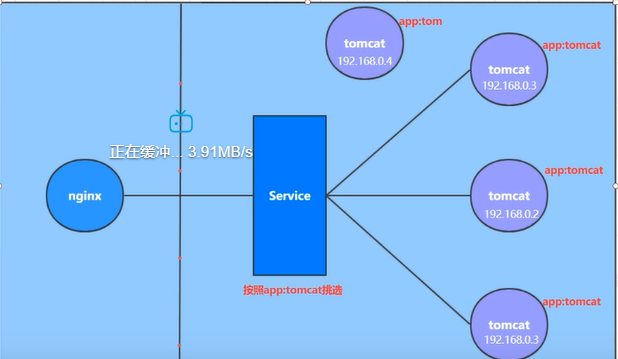 app:tom
tomcat
192.168.0.4
app:tomcat
tomcat
192.168.0.3
正在缓冲... 3.91MB/s
nginx
Service
app:tomcat
tomcat
192.168.0.2
按照app:tomcat挑选
app:tomcat
tomcat
192.168.0.3